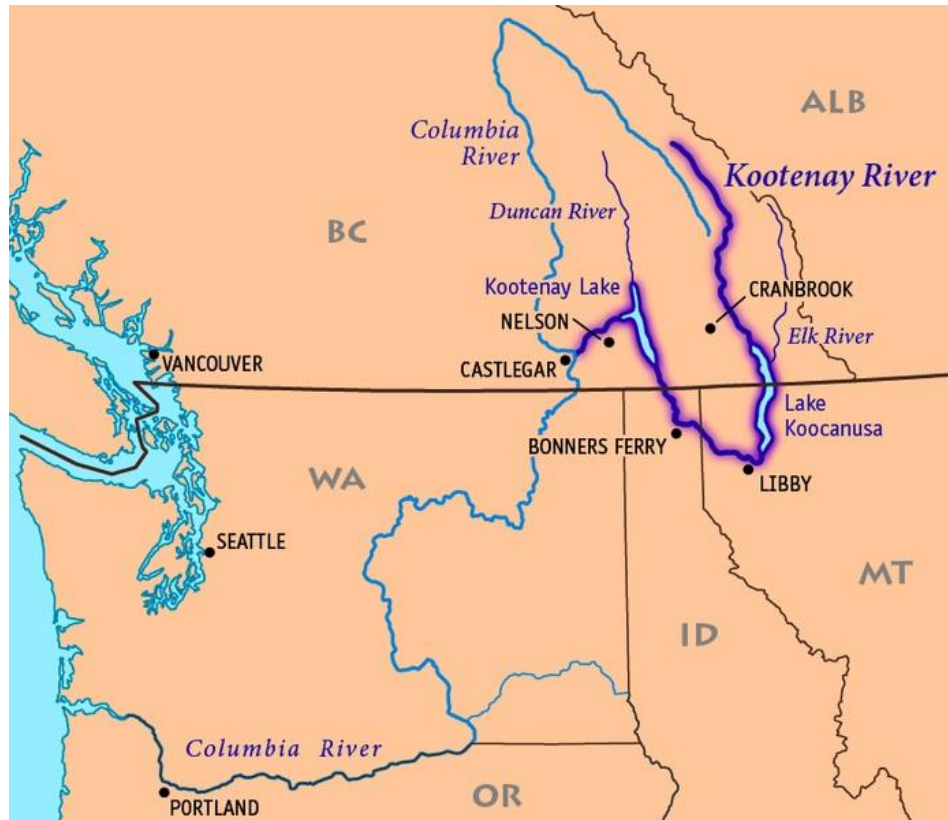 ALB
Columbia
River
Kootenay River
Duncan River
BC
Kootenay Lake
CRANBROOK
NELSON
Elk River
VANCOUVER
CASTLEGAR
Lake
Koocanusa
BONNERS FERRY
WA
LIBBY
SEATTLE
MT
ID
Columbia River
PORTLAND
OR